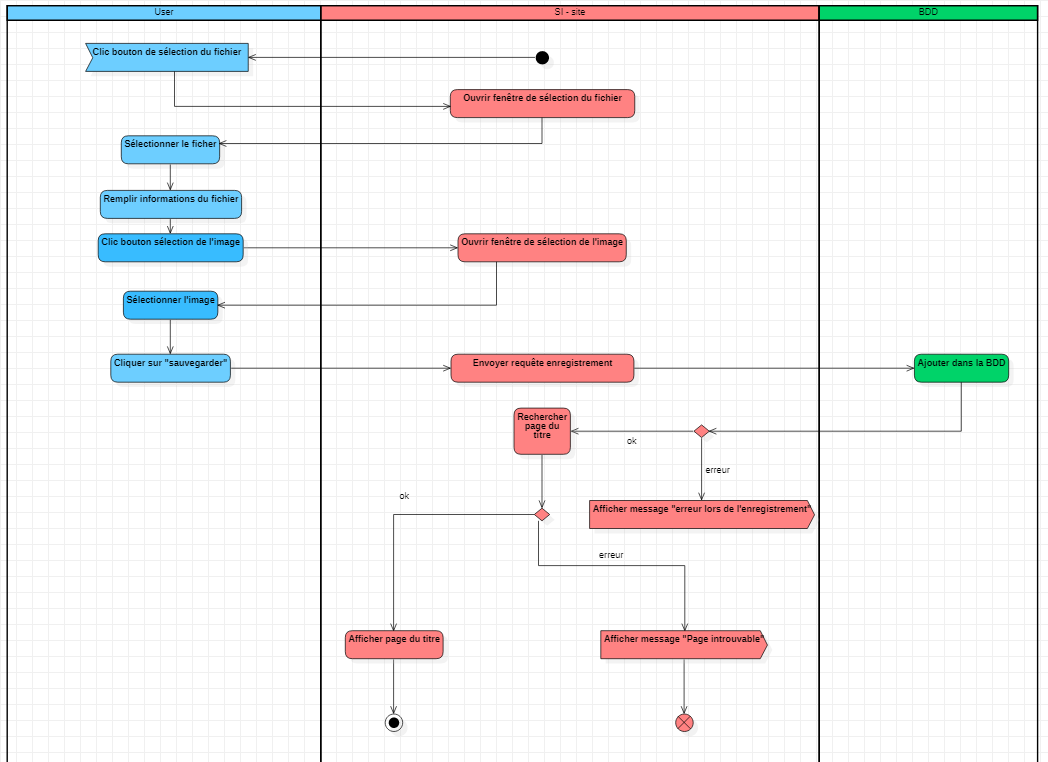 User
SI - site
BDD
Clic bouton de sélection du fichier
Ouvrir fenêtre de sélection du fichier
Sélectionner le ficher
Remplir informations du fichier
Clic bouton sélection de l'image
Ouvrir fenêtre de sélection de l'image
Sélectionner l'image
Cliquer sur "sauvegarder"
Envoyer requête enregistrement
Ajouter dans la BDD
Rechercher
page du
titre
ok
erreur
Afficher message "erreur lors de l'enregistrement"
ok
erreur
Afficher page du titre
Afficher message "Page introuvable"